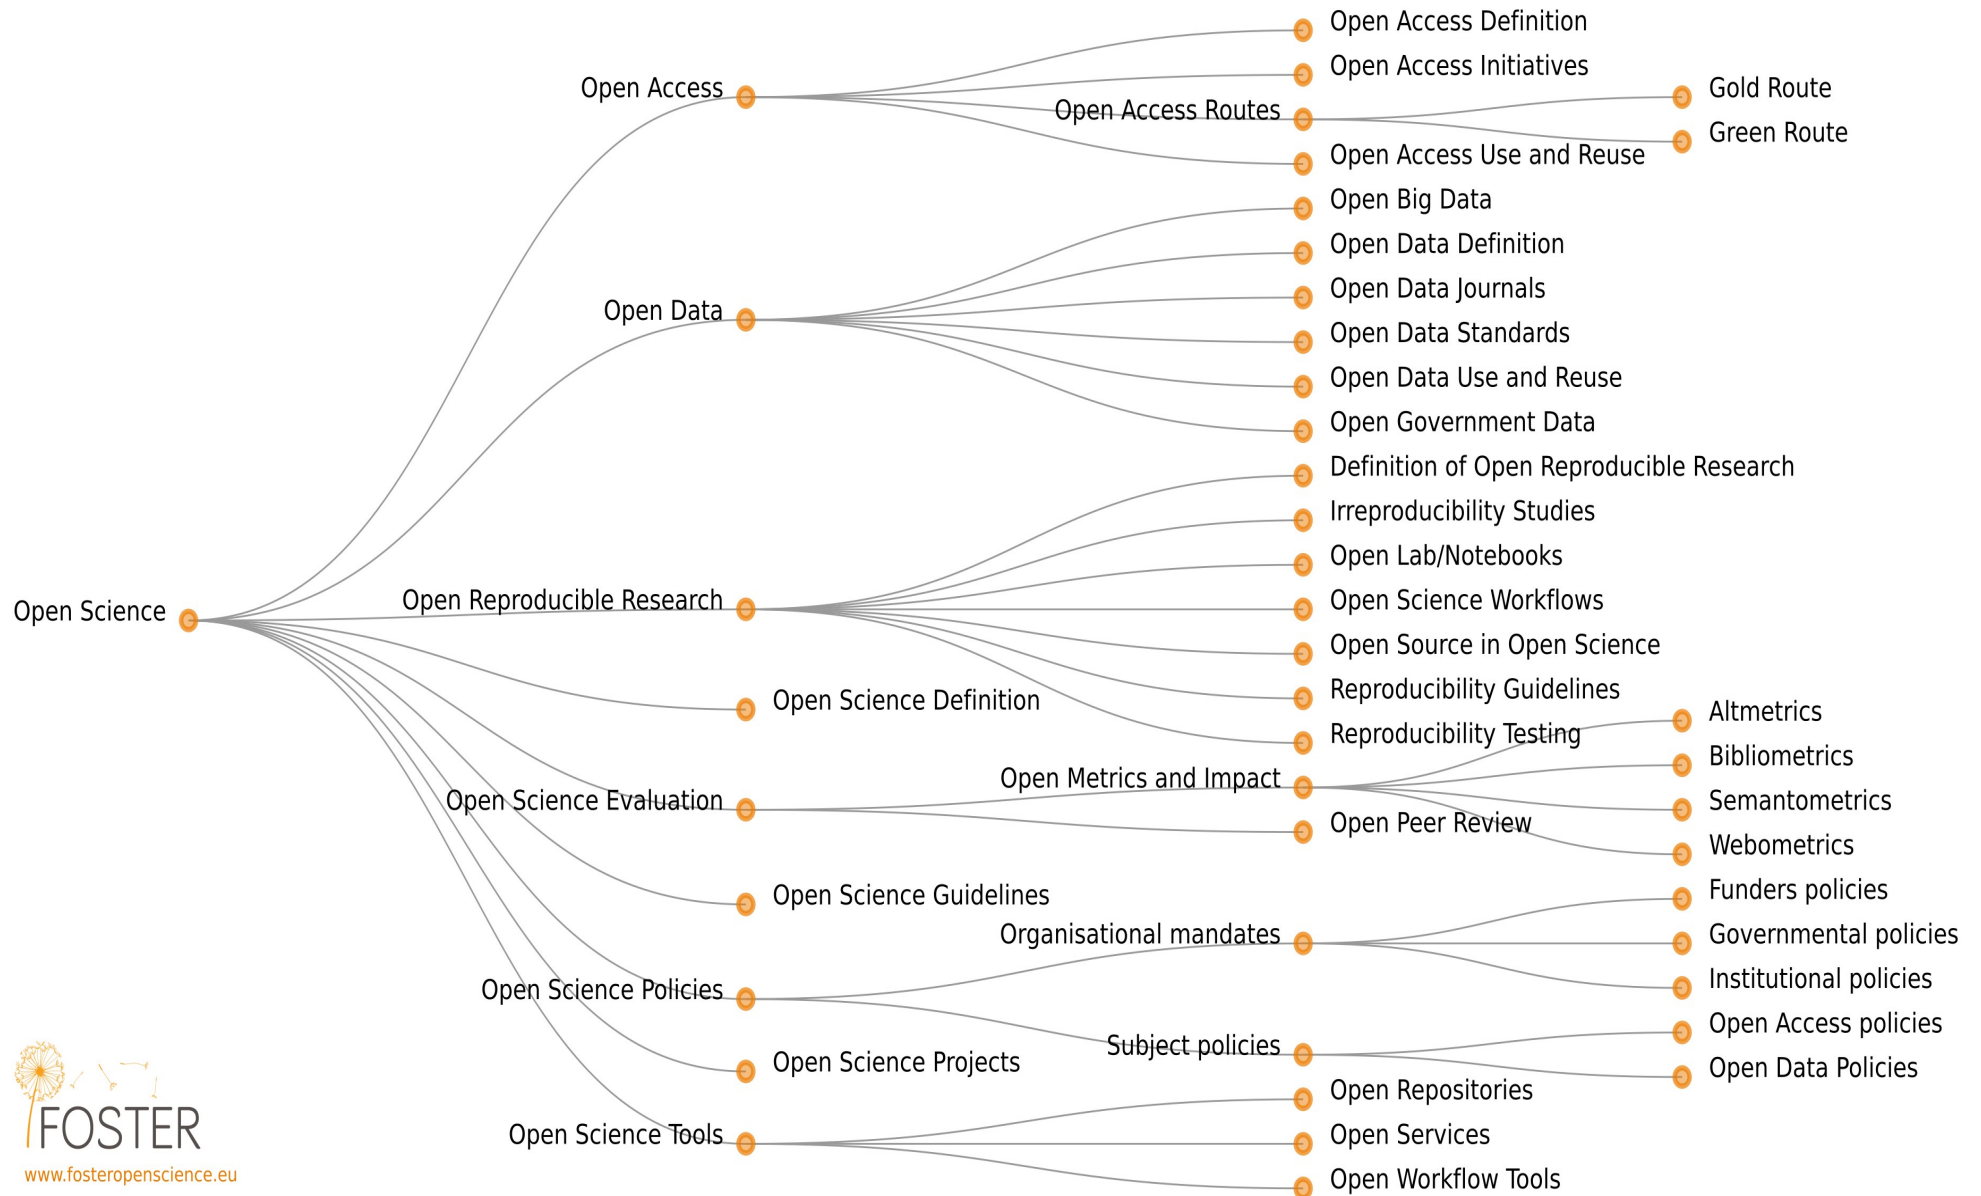 Open Science
Open Access
Open Access Definition
Open Access Initiatives
Open Access Routes
Gold Route
Green Route
Open Access Use and Reuse
Open Data
Open Big Data
Open Data Definition
Open Data Journals
Open Data Standards
Open Data Use and Reuse
Open Government Data
Open Reproducible Research
Definition of Open Reproducible Research
Irreproducibility Studies
Open Lab/Notebooks
Open Science Workflows
Open Source in Open Science
Reproducibility Guidelines
Reproducibility Testing
Open Science Definition
Open Science Evaluation
Open Metrics and Impact
Altmetrics
Bibliometrics
Semantometrics
Webometrics
Open Peer Review
Open Science Guidelines
Open Science Policies
Organisational mandates
Funders policies
Governmental policies
Institutional policies
Subject policies
Open Access policies
Open Data Policies
Open Science Projects
Open Science Tools
Open Repositories
Open Services
Open Workflow Tools
FOSTER
www.fosteropenscience.eu